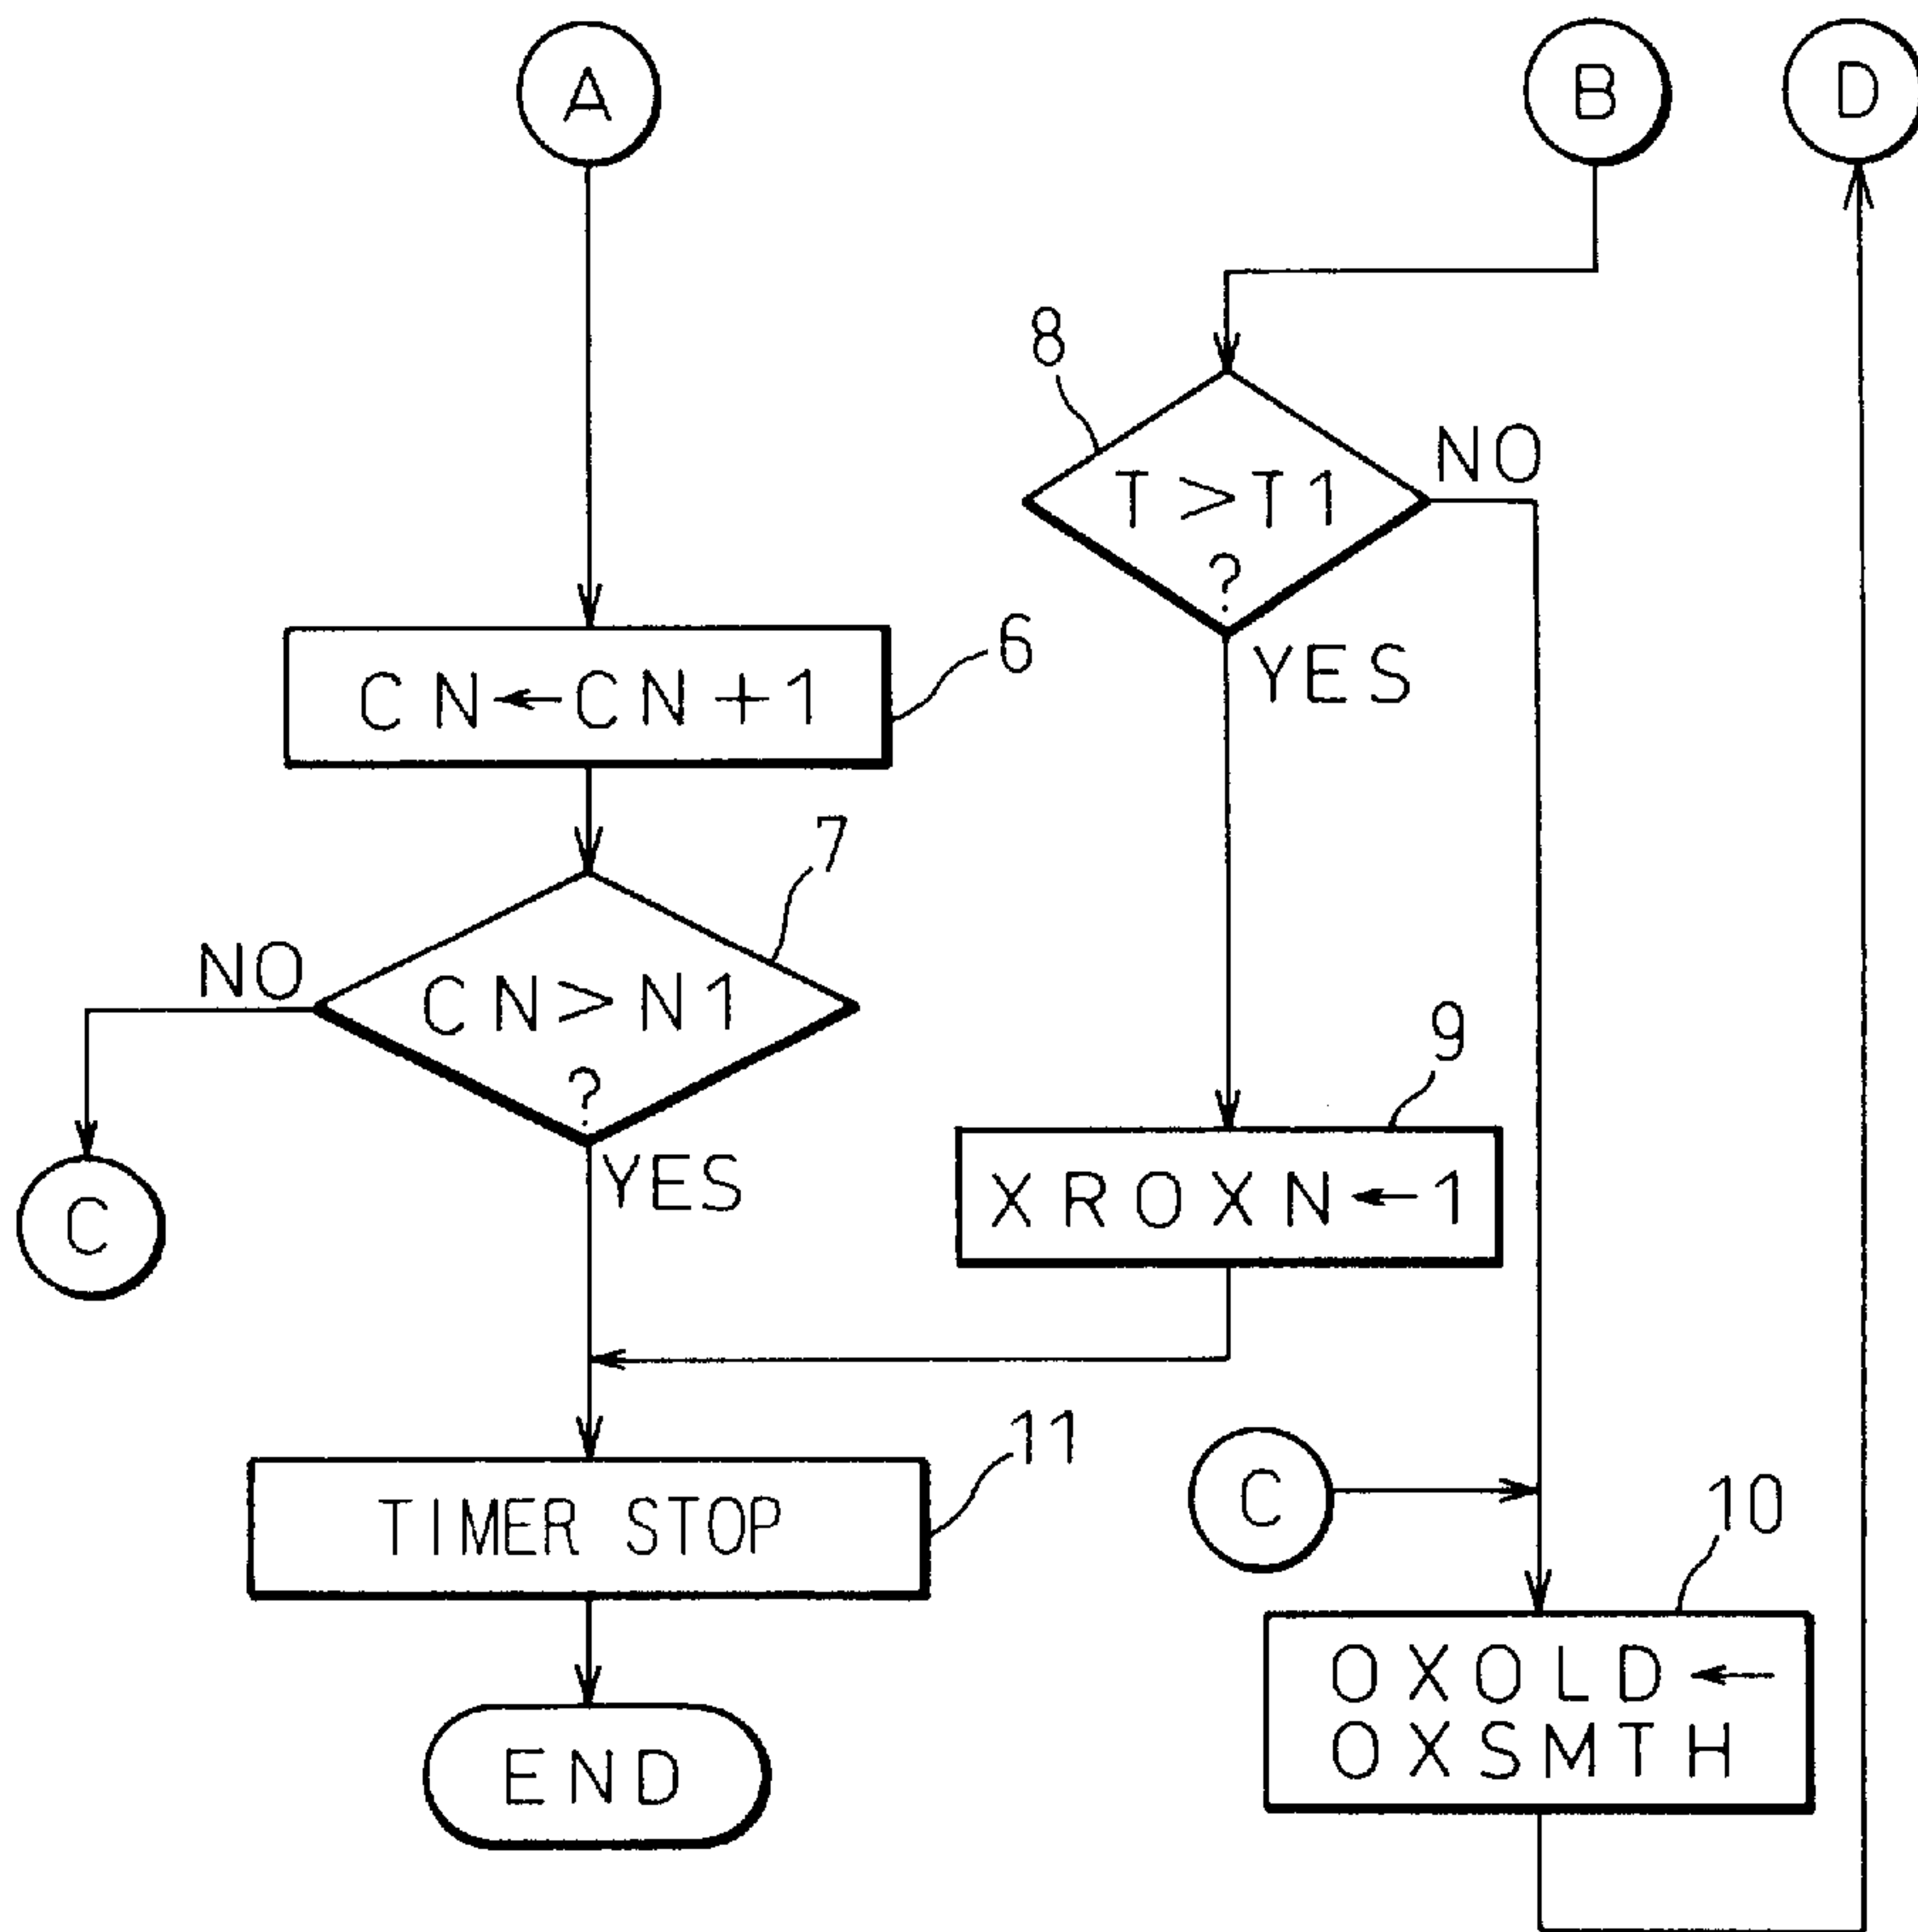 A
B
D
8
T>T1
?
NO
YES
6
CN←CN+1
7
CN>N1
?
NO
YES
C
9
XROXN←1
11
TIMER STOP
C
10
OXOLD←
OXSMTH
END